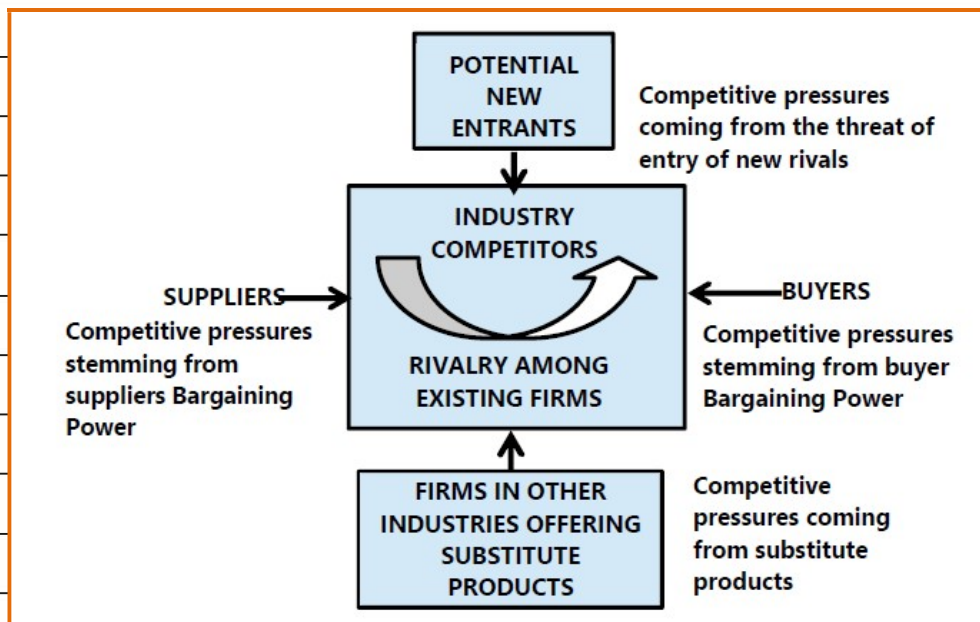 POTENTIAL
NEW
ENTRANTS
Competitive pressures
coming from the threat of
entry of new rivals
INDUSTRY
COMPETITORS
SUPPLIERS
Competitive pressures
stemming from
suppliers Bargaining
Power
RIVALRY AMONG
EXISTING FIRMS
BUYERS
Competitive pressures
stemming from buyer
Bargaining Power
FIRMS IN OTHER
INDUSTRIES OFFERING
SUBSTITUTE
PRODUCTS
Competitive
pressures coming
from substitute
products